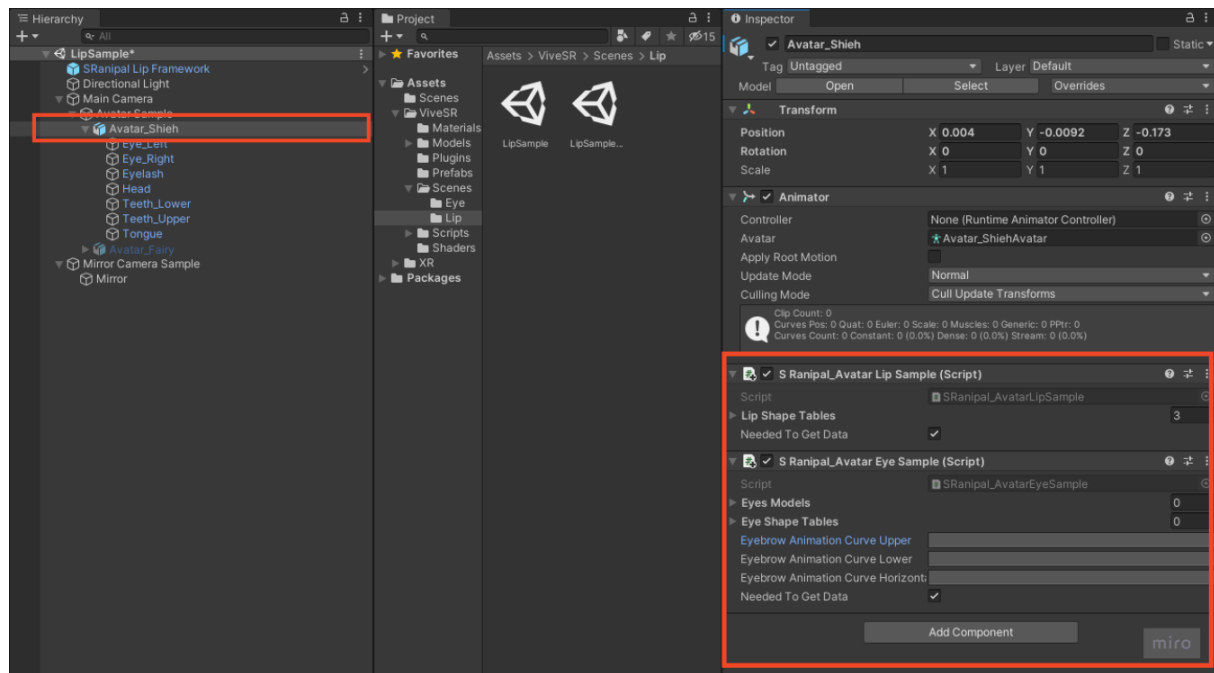 Hierarchy
All
LipSample*
SRanipal Lip Framework
Directional Light
Main Camera
Avatar Sample
Avatar_Shieh
Eye_Left
Eye_Right
Eyelash
Head
Teeth_Lower
Teeth_Upper
Tongue
Avatar_Fairy
Mirror Camera Sample
Mirror
Project
15
Favorites
Assets
Scenes
ViveSR
Materials
Models
Plugins
Prefabs
Scenes
Eye
Lip
Scripts
Shaders
XR
Packages
Assets > ViveSR > Scenes > Lip
LipSample
LipSample...
Inspector
Avatar_Shieh
Static
Tag Untagged
Layer Default
Model Open Select Overrides
Transform
Position X 0.004 Y -0.0092 Z -0.173
Rotation X 0 Y 0 Z 0
Scale X 1 Y 1 Z 1
Animator
Controller None (Runtime Animator Controller)
Avatar Avatar_ShiehAvatar
Apply Root Motion
Update Mode Normal
Culling Mode Cull Update Transforms
Clip Count: 0
Curves Pos: 0 Quat: 0 Euler: 0 Scale: 0 Muscles: 0 Generic: 0 PPtr: 0
Curves Count: 0 Constant: 0 (0.0%) Dense: 0 (0.0%) Stream: 0 (0.0%)
S Ranipal_Avatar Lip Sample (Script)
Script SRanipal_AvatarLipSample
Lip Shape Tables 3
Needed To Get Data
S Ranipal_Avatar Eye Sample (Script)
Script SRanipal_AvatarEyeSample
Eyes Models 0
Eye Shape Tables 0
Eyebrow Animation Curve Upper
Eyebrow Animation Curve Lower
Eyebrow Animation Curve Horizont
Needed To Get Data
Add Component
miro